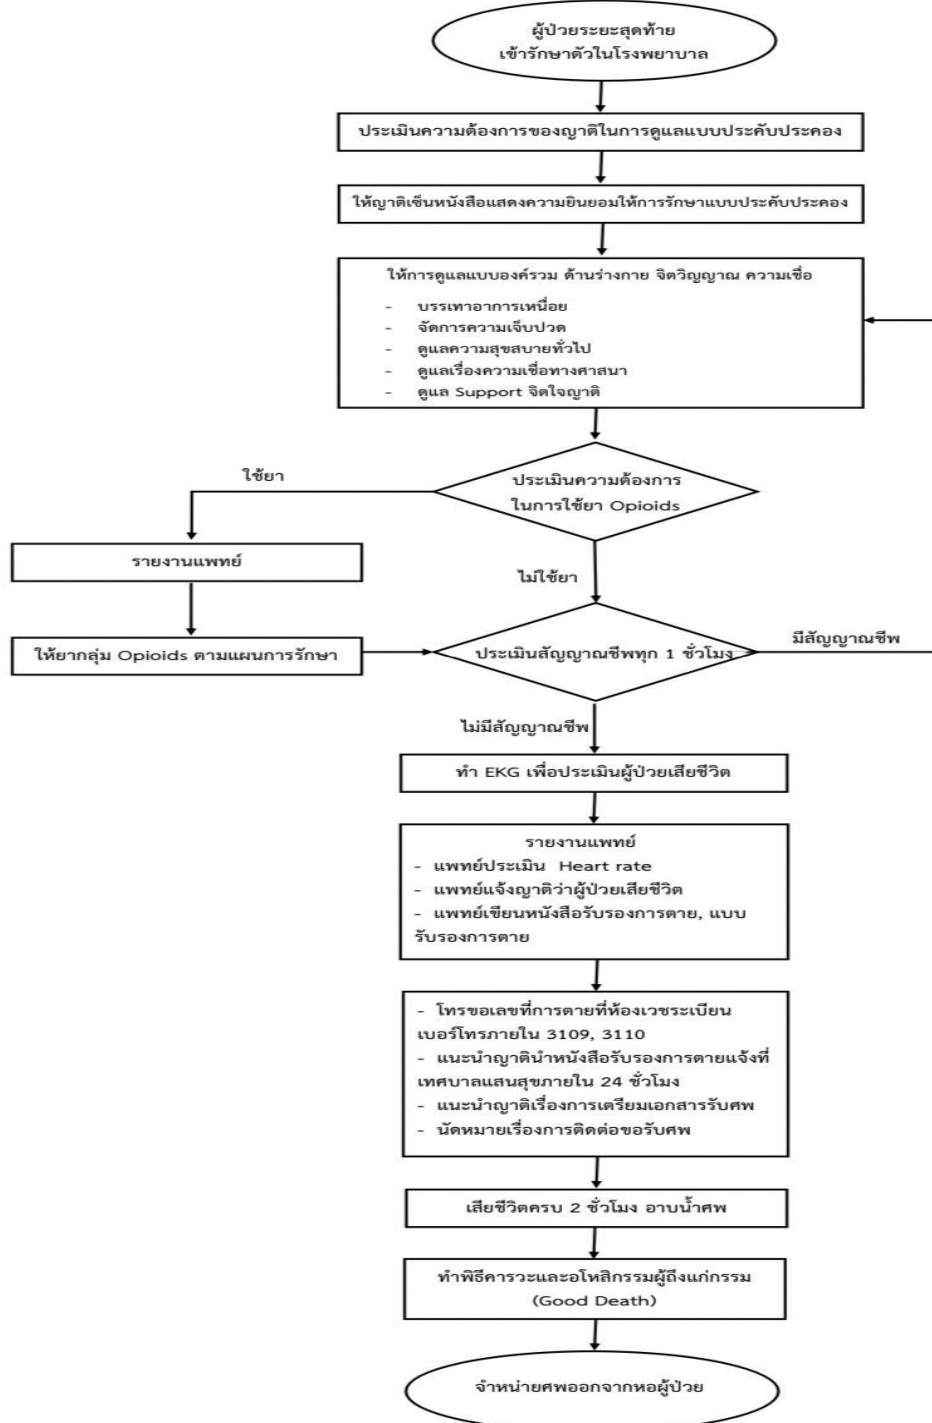 ผู้ป่วยระยะสุดท้าย
เข้ารักษาตัวในโรงพยาบาล
ประเมินความต้องการของญาติในการดูแลแบบประคับประคอง
ให้ญาติเซ็นหนังสือแสดงความยินยอมให้การรักษาแบบประคับประคอง
ให้การดูแลแบบองค์รวม ด้านร่างกาย จิตวิญญาณ ความเชื่อ
- บรรเทาอาการเหนื่อย
- จัดการความเจ็บปวด
- ดูแลความสุขสบายทั่วไป
- ดูแลเรื่องความเชื่อทางศาสนา
- ดูแล Support จิตใจญาติ
ประเมินความต้องการ
ในการใช้ยา Opioids
ใช้ยา
รายงานแพทย์
ไม่ใช้ยา
ให้ยากลุ่ม Opioids ตามแผนการรักษา
ประเมินสัญญาณชีพทุก 1 ชั่วโมง
มีสัญญาณชีพ
ไม่มีสัญญาณชีพ
ทำ EKG เพื่อประเมินผู้ป่วยเสียชีวิต
รายงานแพทย์
- แพทย์ประเมิน Heart rate
- แพทย์แจ้งญาติว่าผู้ป่วยเสียชีวิต
- แพทย์เขียนหนังสือรับรองการตาย, แบบ
รับรองการตาย
- โทรขอเลขที่การตายที่ห้องเวชระเบียน
เบอร์โทรภายใน 3109, 3110
- แนะนำญาตินำหนังสือรับรองการตายแจ้งที่
เทศบาลแสนสุขภายใน 24 ชั่วโมง
- แนะนำญาติเรื่องการเตรียมเอกสารรับศพ
- นัดหมายเรื่องการติดต่อขอรับศพ
เสียชีวิตครบ 2 ชั่วโมง อาบน้ำศพ
ทำพิธีคารวะและอโหสิกรรมผู้ถึงแก่กรรม
(Good Death)
จำหน่ายศพออกจากหอผู้ป่วย